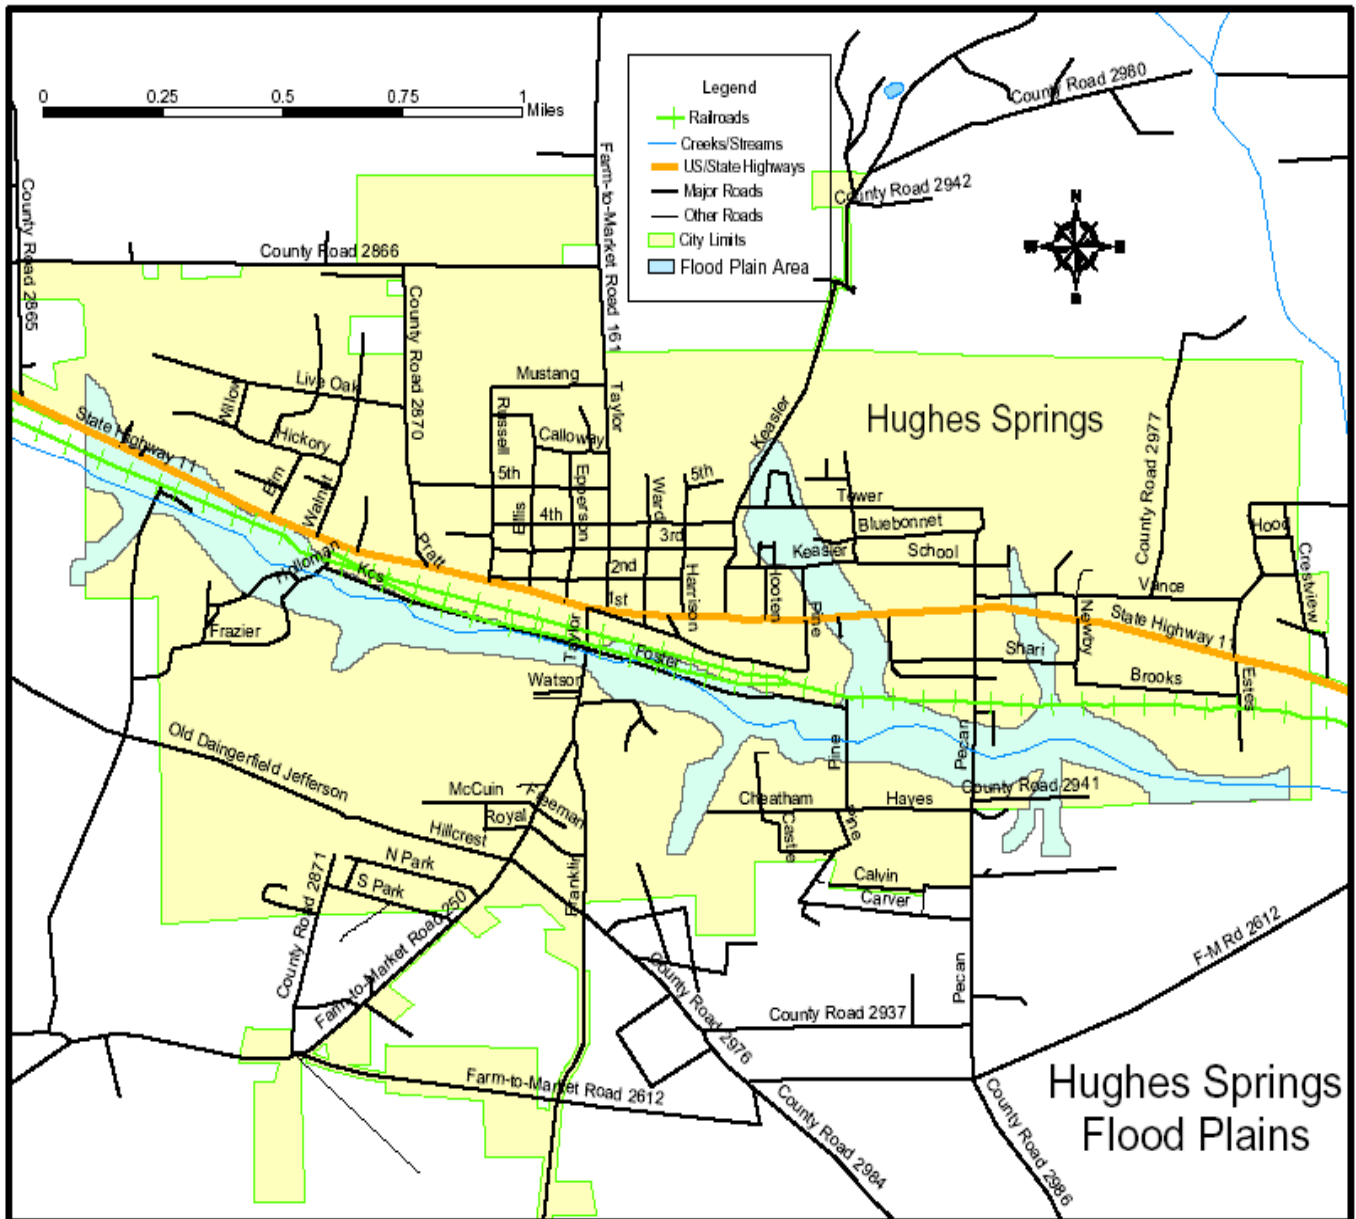 0 0.25 0.5 0.75 1
Miles
Legend
Railroads
Creeks/Streams
US/State Highways
Major Roads
Other Roads
City Limits
Flood Plain Area
N
County Road 2980
County Road 2942
County Road 2865
County Road 2866
Farm-to-Market Road 161
County Road 2870
Mustang
Taylor
Live Oak
Willow
Russell
Calloway
Hickory
Keasler
Hughes Springs
County Road 2977
State Highway 11
Elm
Walnut
5th
Epperson
Ward
5th
Tower
Ellis
4th
3rd
Bluebonnet
Hood
Keasler
School
Crestview
Holloman
Kcs
Pratt
2nd
Harrison
Hooten
Vance
1st
Pine
Newby
State Highway 11
Frazier
Taylor
Foster
Shari
Brooks
Estes
Watson
Old Daingerfield Jefferson
Pine
Pecan
McCuin
Freeman
Cheatham
Hayes
County Road 2941
Royal
Hillcrest
Castle
Pine
N Park
S Park
Franklin
Calvin
Carver
County Road 2871
Farm-to-Market Road 250
F-M Rd 2612
County Road 2976
Pecan
County Road 2937
Farm-to-Market Road 2612
County Road 2984
County Road 2986
Hughes Springs
Flood Plains